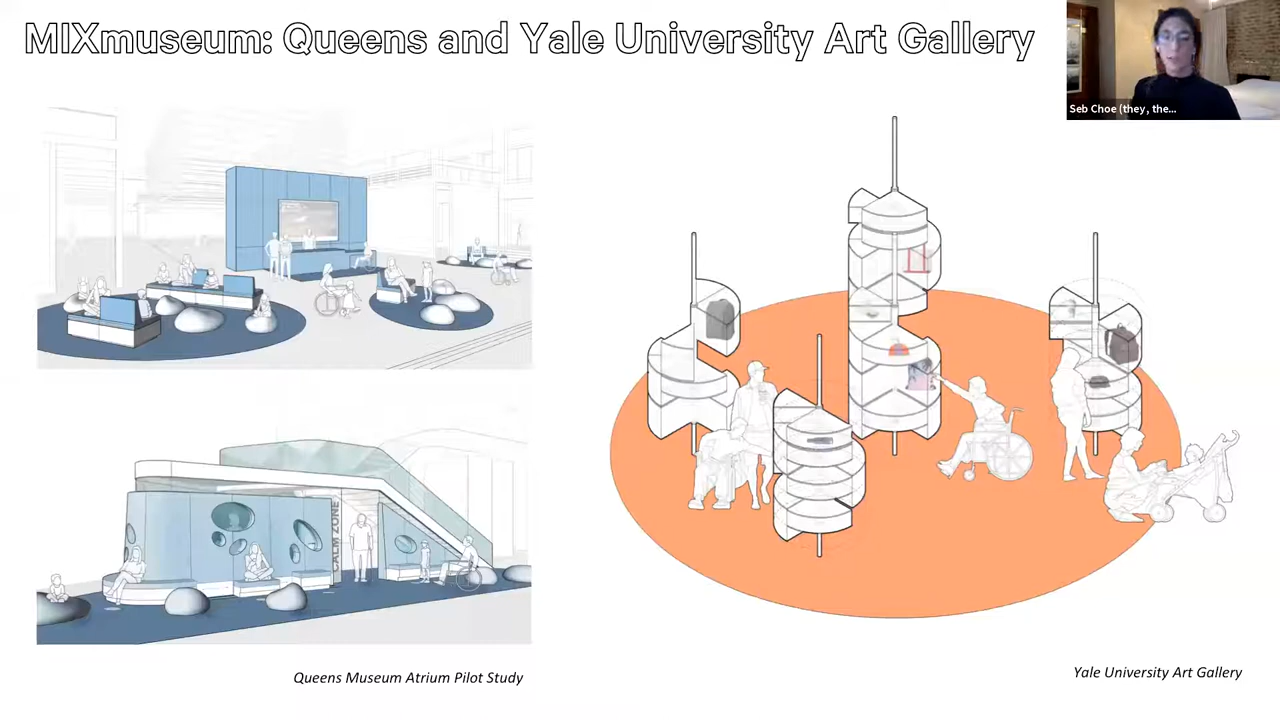 MIXmuseum: Queens and Yale University Art Gallery
Seb Choe (they, the...
CALM ZONE
Queens Museum Atrium Pilot Study
Yale University Art Gallery